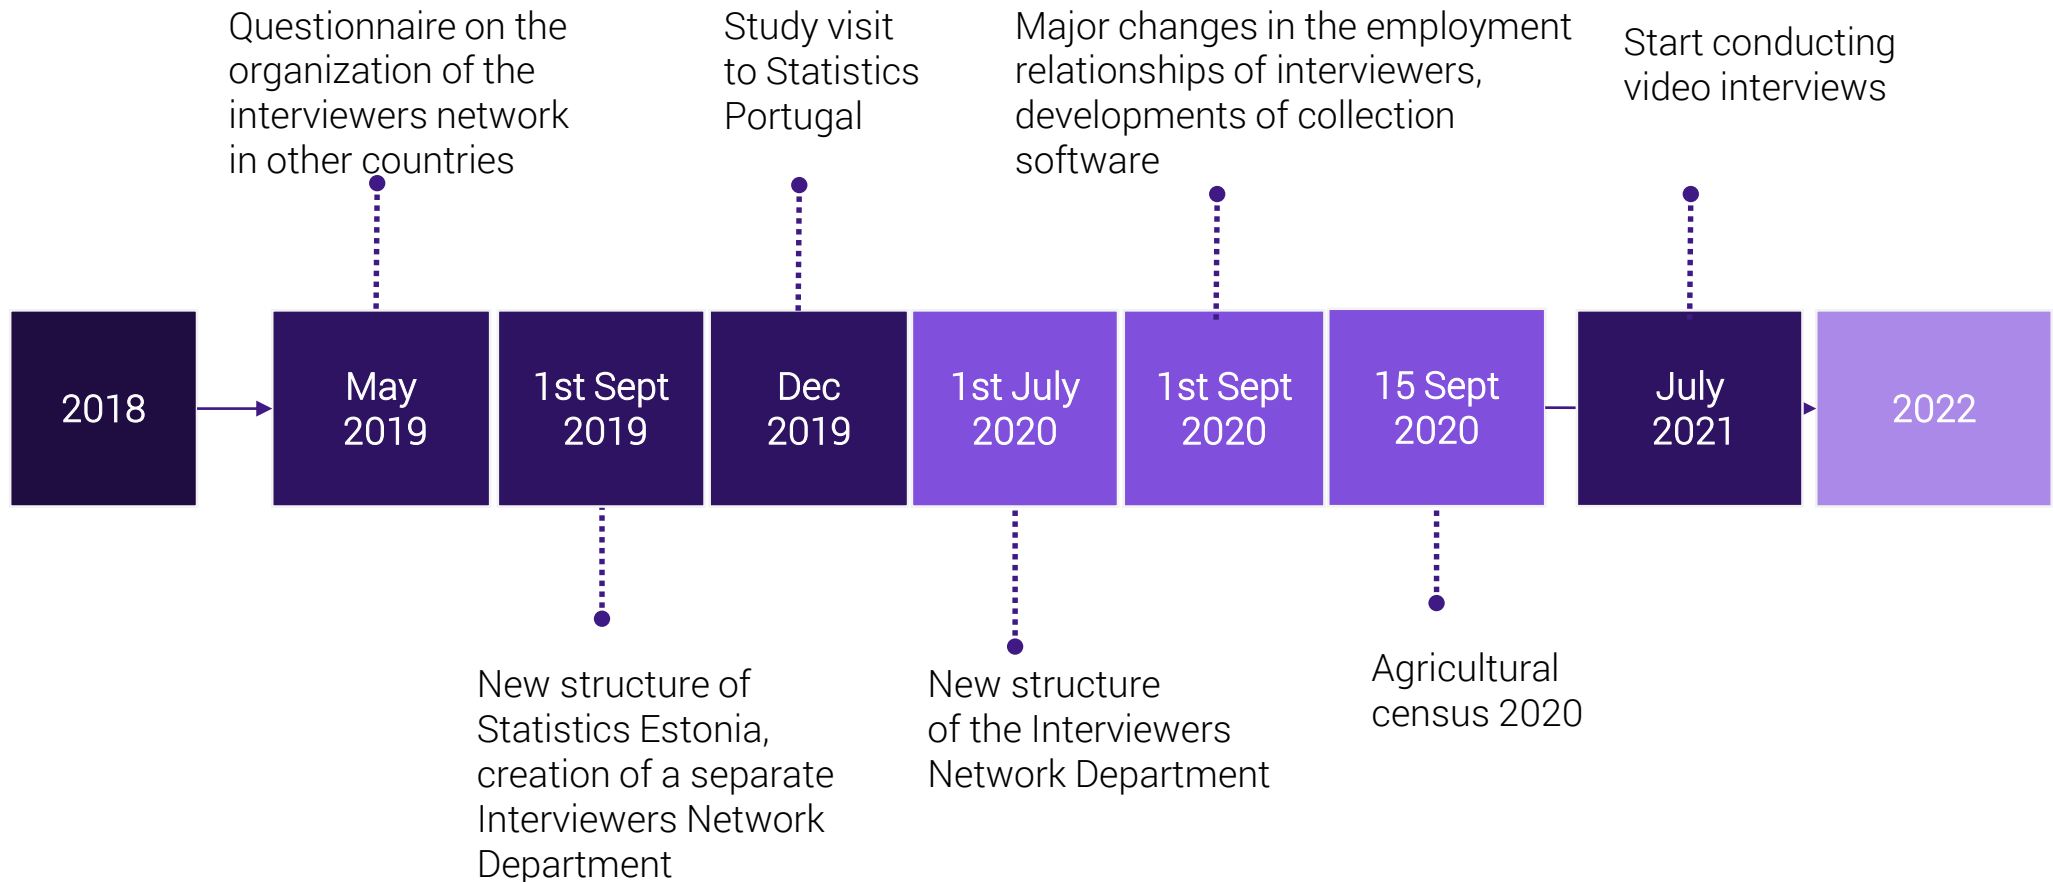 Questionnaire on the
organization of the
interviewers network
in other countries
Study visit
to Statistics
Portugal
Major changes in the employment
relationships of interviewers,
developments of collection
software
Start conducting
video interviews
2018
May
2019
1st Sept
2019
Dec
2019
1st July
2020
1st Sept
2020
15 Sept
2020
July
2021
2022
New structure of
Statistics Estonia,
creation of a separate
Interviewers Network
Department
New structure
of the Interviewers
Network Department
Agricultural
census 2020